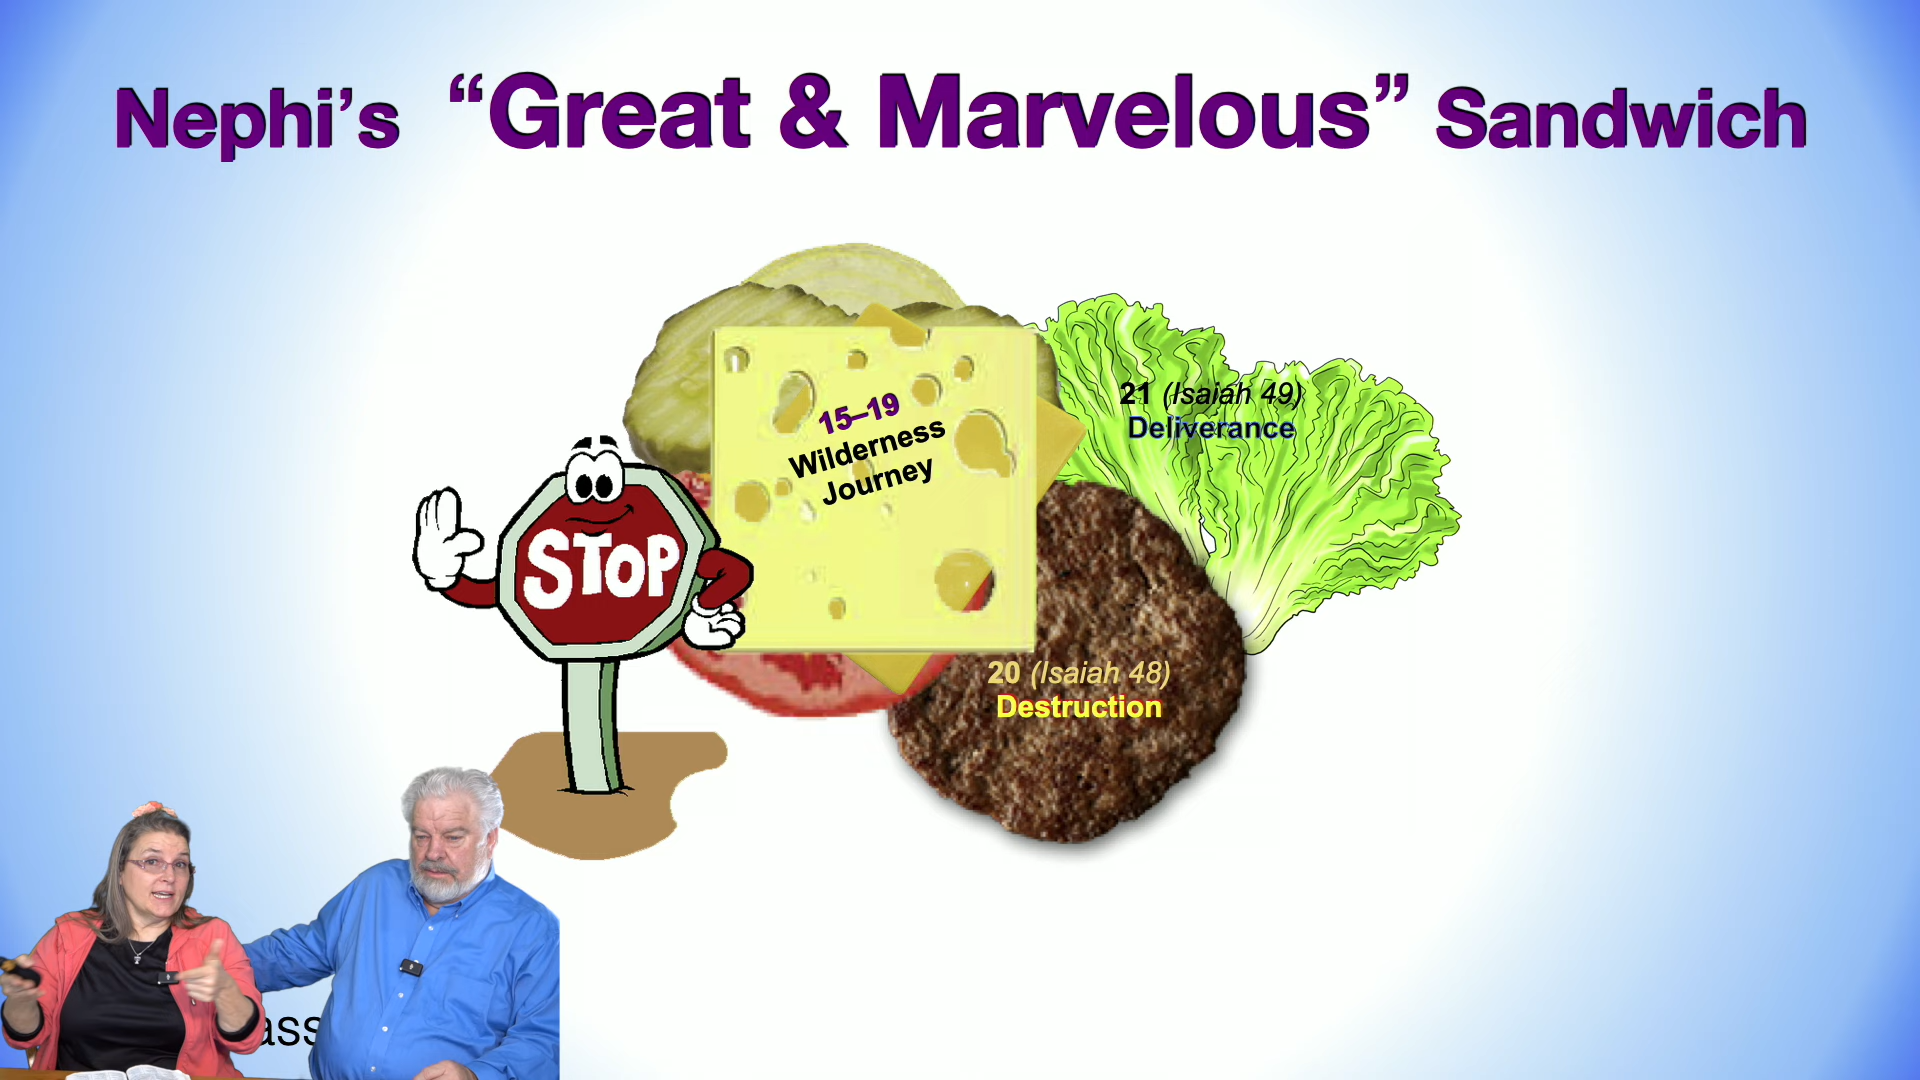 Nephi’s “Great & Marvelous” Sandwich
21 (Isaiah 49)
Deliverance
15–19
Wilderness
Journey
STOP
20 (Isaiah 48)
Destruction